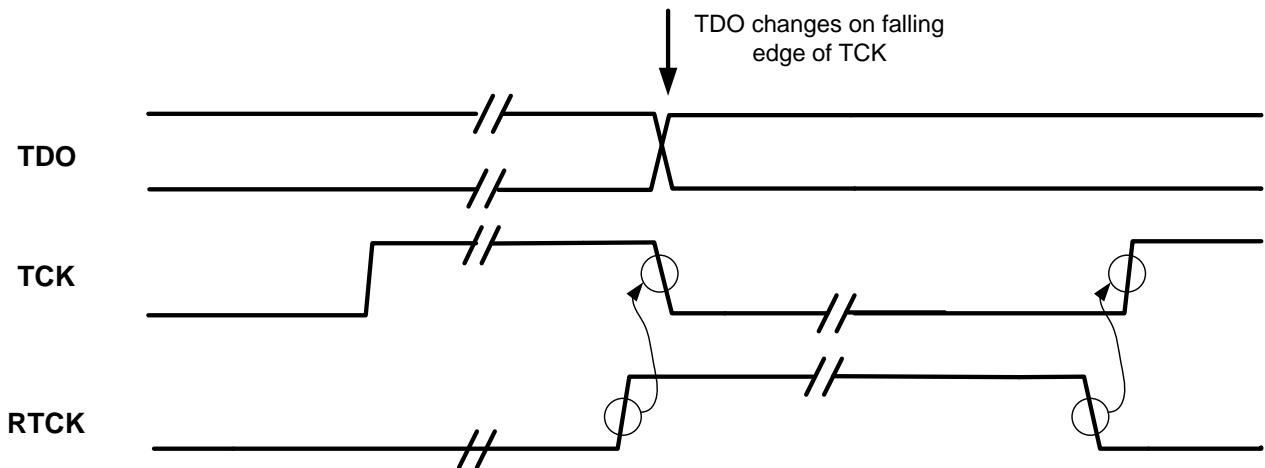 TDO changes on falling
edge of TCK
TDO
TCK
RTCK